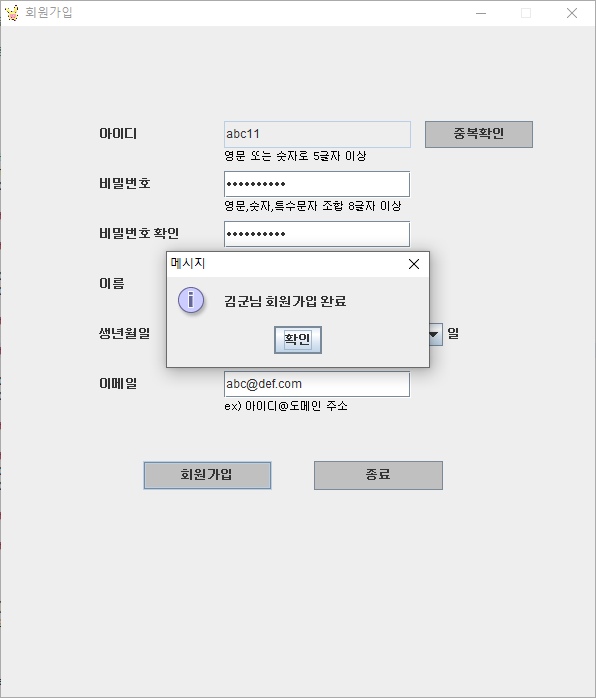 회원가입
아이디 abc11 중복확인
영문 또는 숫자로 5글자 이상
비밀번호 ••••••••••
영문,숫자,특수문자 조합 8글자 이상
비밀번호 확인 ••••••••••
메시지
이름
김군님 회원가입 완료
생년월일 일
확인
이메일 abc@def.com
ex) 아이디@도메인 주소
회원가입 종료